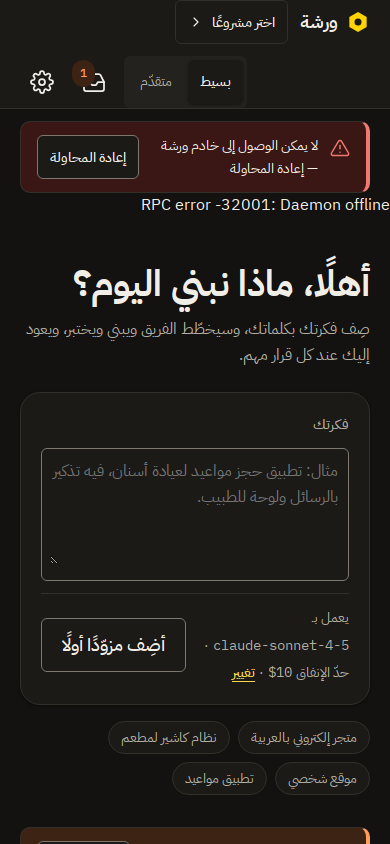 ورشة
اختر مشروعًا
بسيط
متقدّم
1
لا يمكن الوصول إلى خادم ورشة
— إعادة المحاولة
إعادة المحاولة
RPC error -32001: Daemon offline
أهلًا، ماذا نبني اليوم؟
صِف فكرتك بكلماتك، وسيخطّط الفريق ويبني ويختبر، ويعود
إليك عند كل قرار مهم.
فكرتك
مثال: تطبيق حجز مواعيد لعيادة أسنان، فيه تذكير
بالرسائل ولوحة للطبيب.
يعمل بـ
claude-sonnet-4-5 ·
حدّ الإنفاق 10$ · تغيير
أضِف مزوّدًا أولًا
متجر إلكتروني بالعربية
نظام كاشير لمطعم
موقع شخصي
تطبيق مواعيد